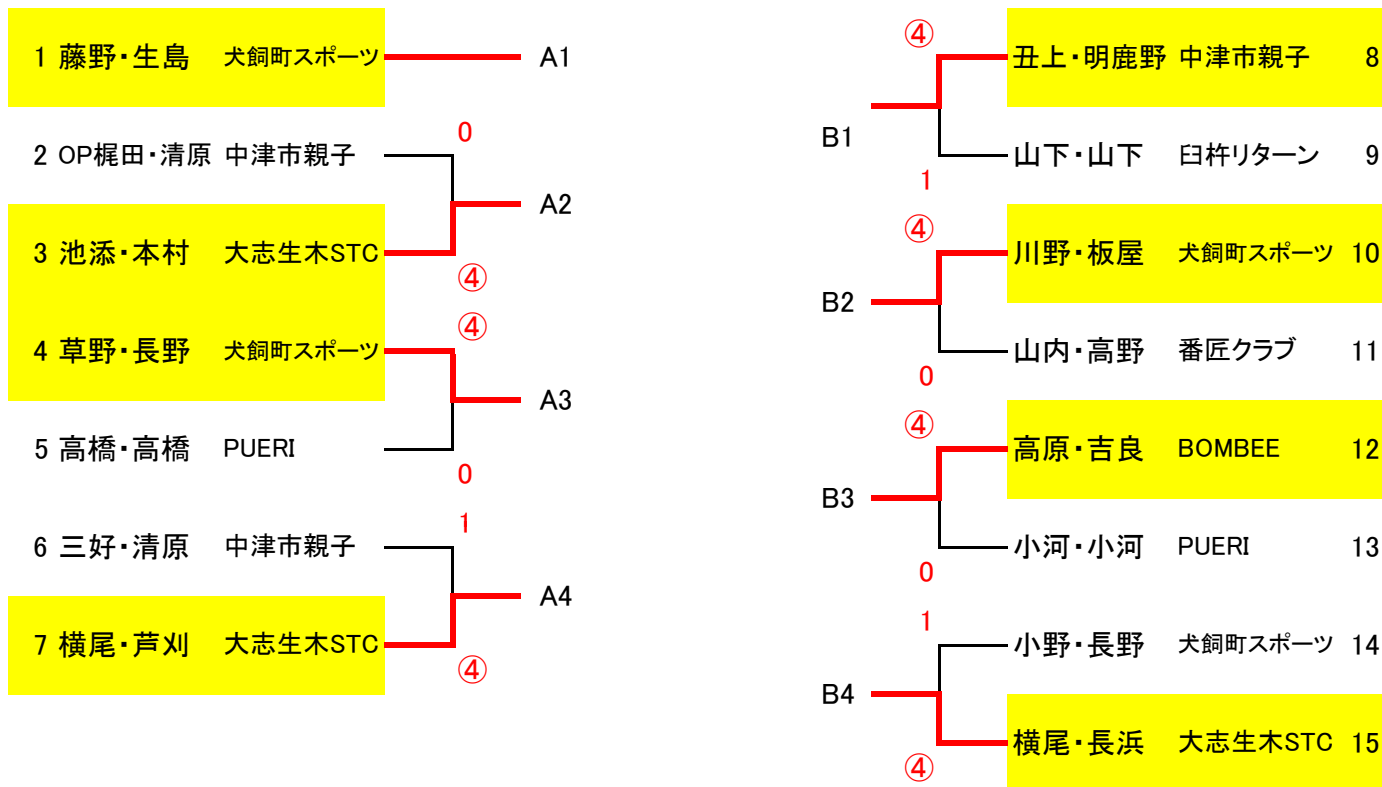 1 藤野・生島 犬飼町スポーツ A1
0
2 OP梶田・清原 中津市親子
A2
3 池添・本村 大志生木STC
④
④
4 草野・長野 犬飼町スポーツ
A3
5 高橋・高橋 PUERI
0
1
6 三好・清原 中津市親子
A4
7 横尾・芦刈 大志生木STC
④
④
丑上・明鹿野 中津市親子 8
B1
山下・山下 臼杵リターン 9
1
④
川野・板屋 犬飼町スポーツ 10
B2
山内・高野 番匠クラブ 11
0
④
高原・吉良 BOMBEE 12
B3
小河・小河 PUERI 13
0
1
小野・長野 犬飼町スポーツ 14
B4
横尾・長浜 大志生木STC 15
④